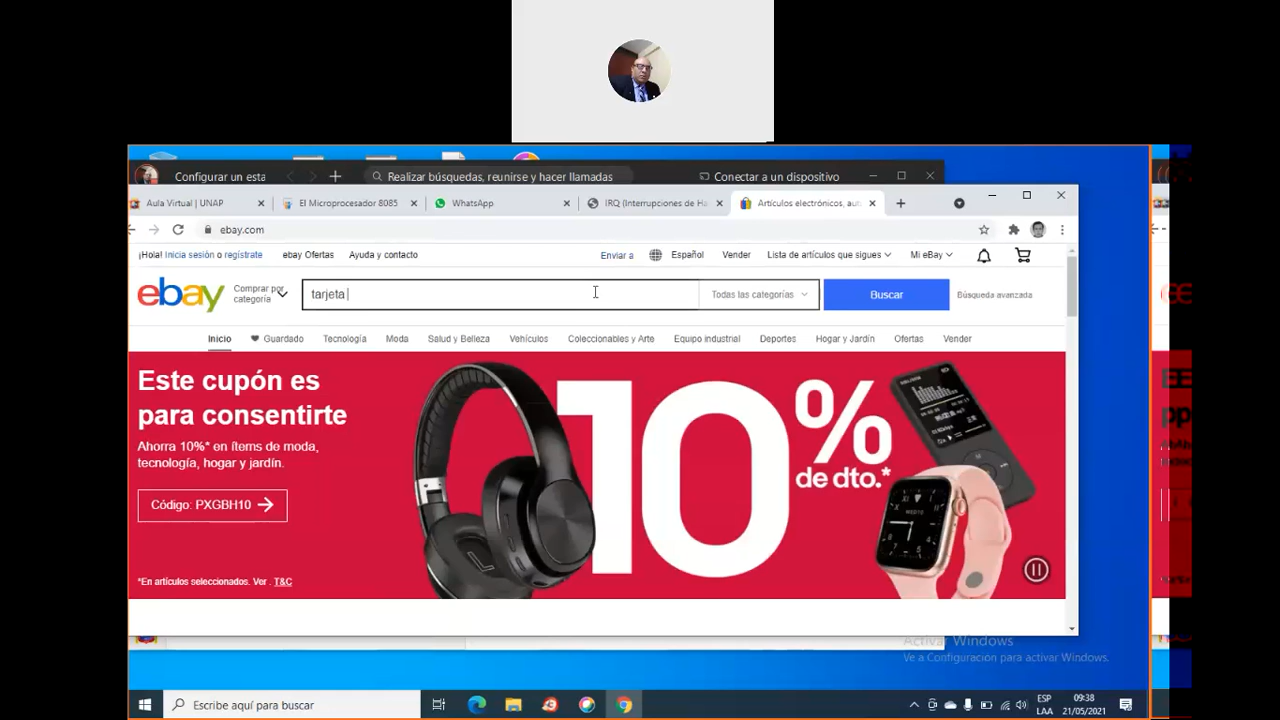 Configurar un esta
Realizar búsquedas, reunirse y hacer llamadas
Conectar a un dispositivo
Aula Virtual | UNAP
El Microprocesador 8085
WhatsApp
IRQ (Interrupciones de Ha
Artículos electrónicos, aut
ebay.com
¡Hola! Inicia sesión o regístrate
ebay Ofertas
Ayuda y contacto
Enviar a
Español
Vender
Lista de artículos que sigues
Mi eBay
ebay
Comprar por
categoría
tarjeta
Todas las categorías
Buscar
Búsqueda avanzada
Inicio
Guardado
Tecnología
Moda
Salud y Belleza
Vehículos
Coleccionables y Arte
Equipo industrial
Deportes
Hogar y Jardín
Ofertas
Vender
Este cupón es
para consentirte
Ahorra 10%* en ítems de moda,
tecnología, hogar y jardín.
Código: PXGBH10
*En artículos seleccionados. Ver . T&C
10%
de dto.*
Activar Windows
Ve a Configuración para activar Windows.
Escribe aquí para buscar
ESP
LAA
09:38
21/05/2021